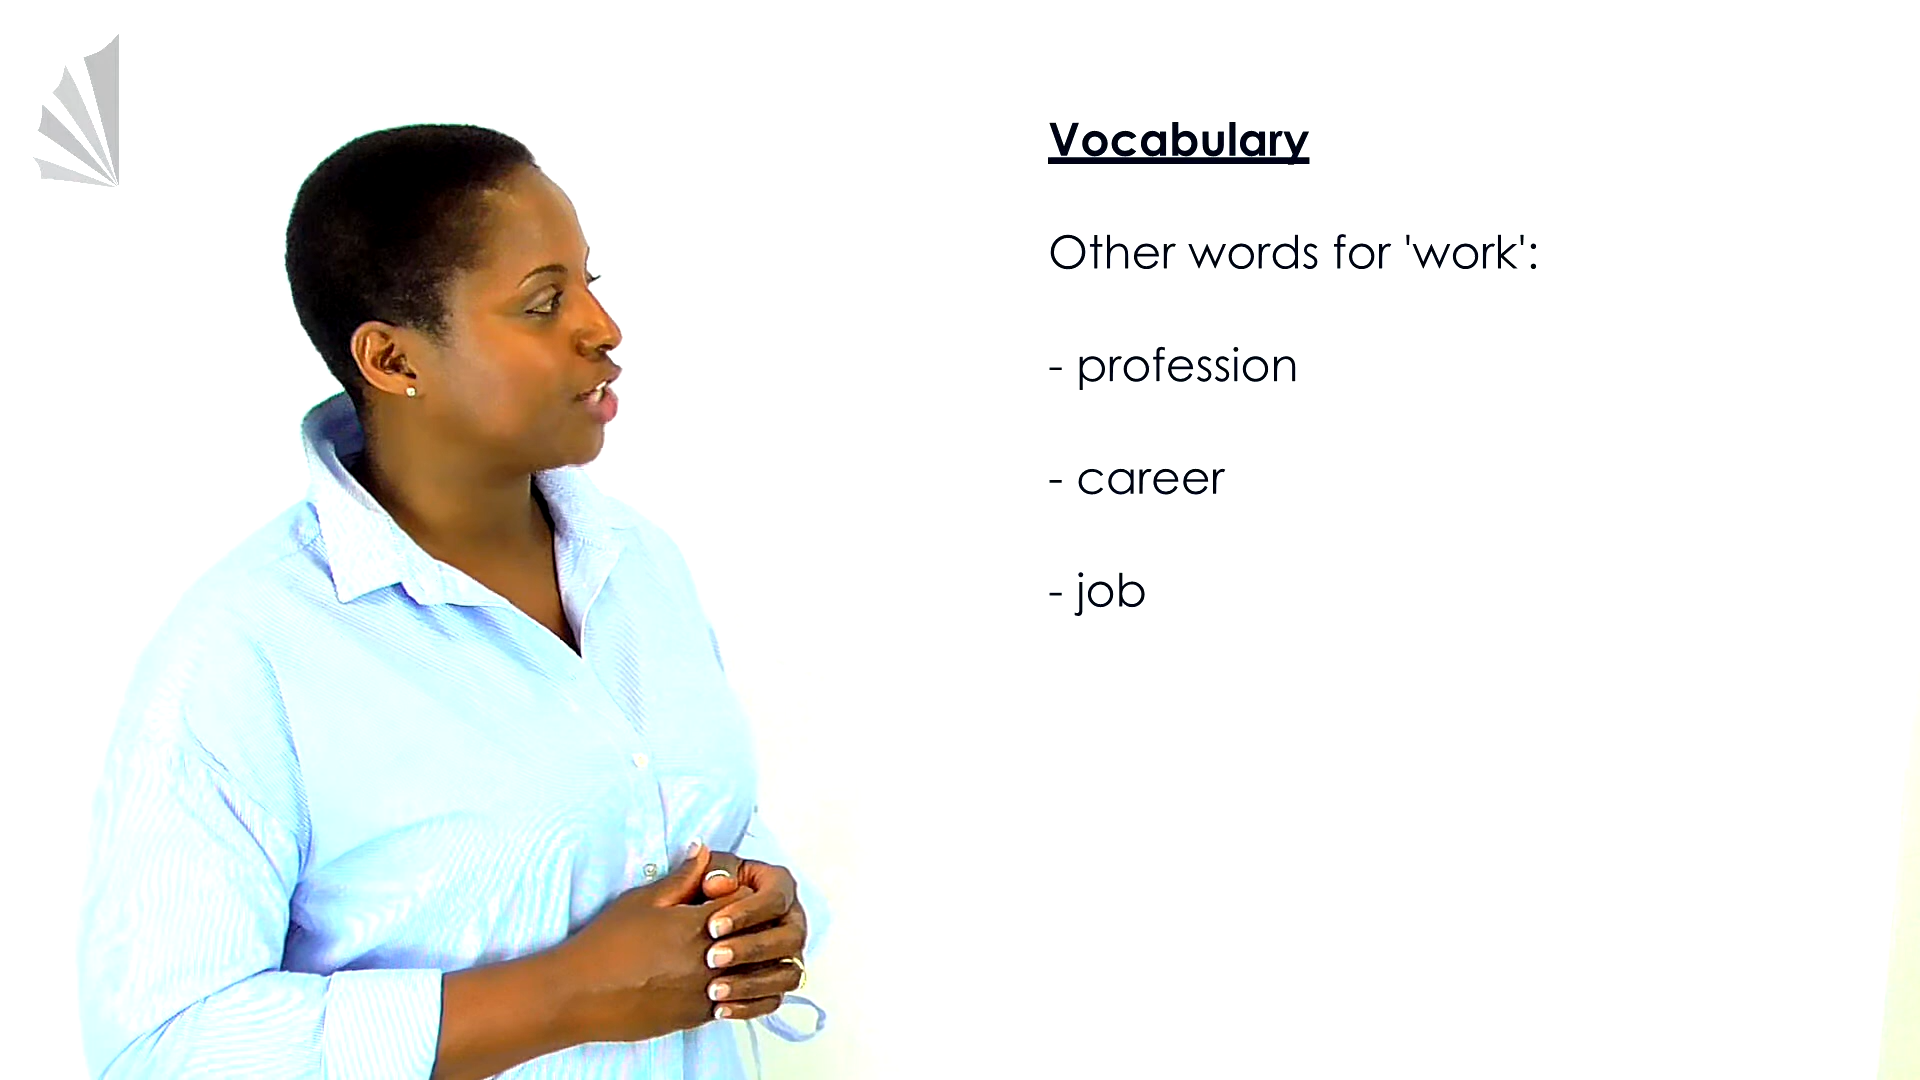 Vocabulary
Other words for 'work':
- profession
- career
- job